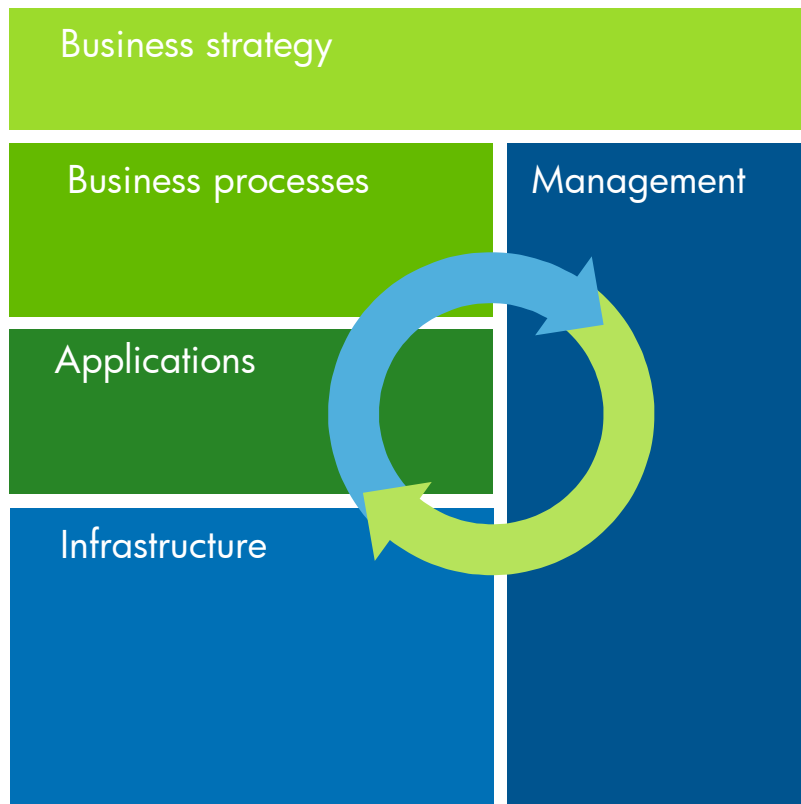 Business strategy
Business processes
Management
Applications
Infrastructure